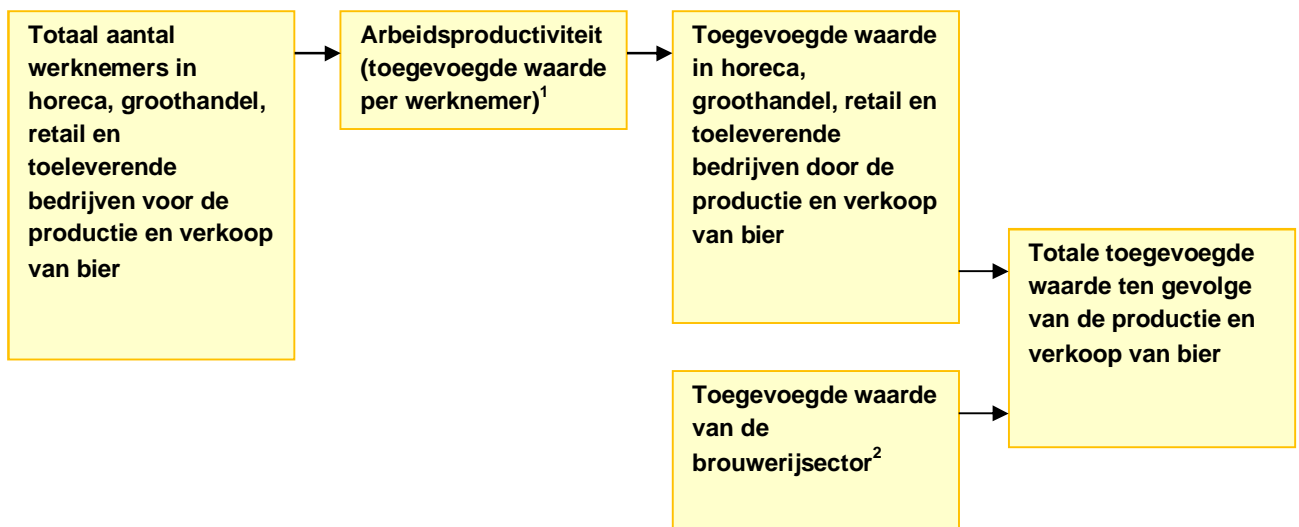 Totaal aantal
werknemers in
horeca, groothandel,
retail en
toeleverende
bedrijven voor de
productie en verkoop
van bier
Arbeidsproductiviteit
(toegevoegde waarde
per werknemer)1
Toegevoegde waarde
in horeca,
groothandel, retail en
toeleverende
bedrijven door de
productie en verkoop
van bier
Toegevoegde waarde
van de
brouwerijsector2
Totale toegevoegde
waarde ten gevolge
van de productie en
verkoop van bier